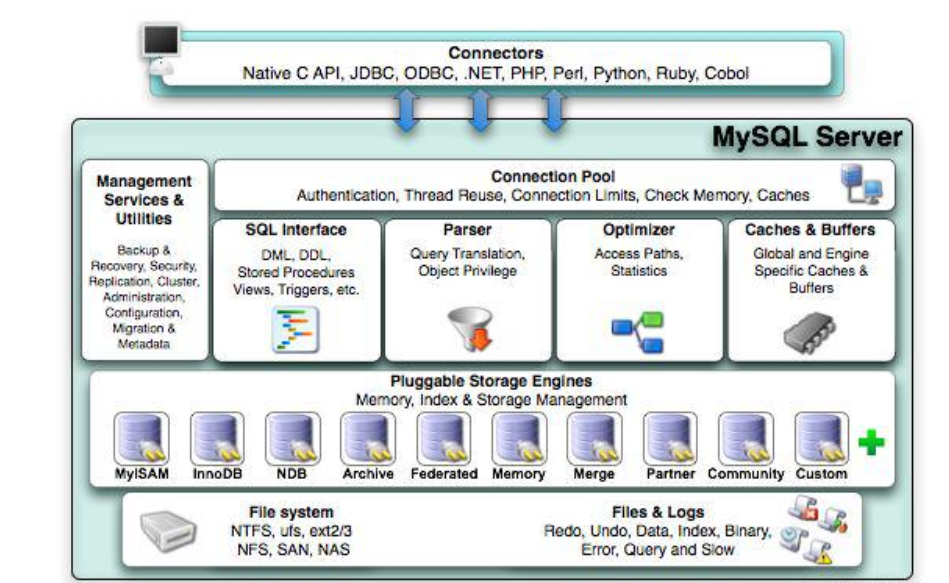 Connectors
Native C API, JDBC, ODBC, .NET, PHP, Perl, Python, Ruby, Cobol
MySQL Server
Management
Services &
Utilities
Backup &
Recovery, Security,
Replication, Cluster,
Administration,
Configuration,
Migration &
Metadata
Connection Pool
Authentication, Thread Reuse, Connection Limits, Check Memory, Caches
SQL Interface
DML, DDL,
Stored Procedures
Views, Triggers, etc.
Parser
Query Translation,
Object Privilege
Optimizer
Access Paths,
Statistics
Caches & Buffers
Global and Engine
Specific Caches &
Buffers
Pluggable Storage Engines
Memory, Index & Storage Management
MyISAM InnoDB NDB Archive Federated Memory Merge Partner Community Custom
File system
NTFS, ufs, ext2/3
NFS, SAN, NAS
Files & Logs
Redo, Undo, Data, Index, Binary,
Error, Query and Slow